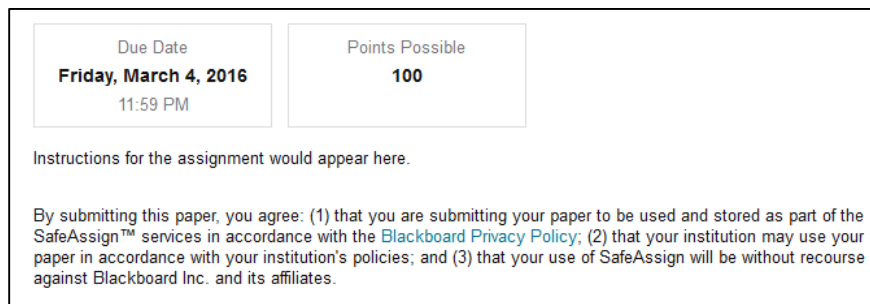 Due Date
Friday, March 4, 2016
11:59 PM
Points Possible
100
Instructions for the assignment would appear here.
By submitting this paper, you agree: (1) that you are submitting your paper to be used and stored as part of the
SafeAssign™ services in accordance with the Blackboard Privacy Policy; (2) that your institution may use your
paper in accordance with your institution's policies; and (3) that your use of SafeAssign will be without recourse
against Blackboard Inc. and its affiliates.